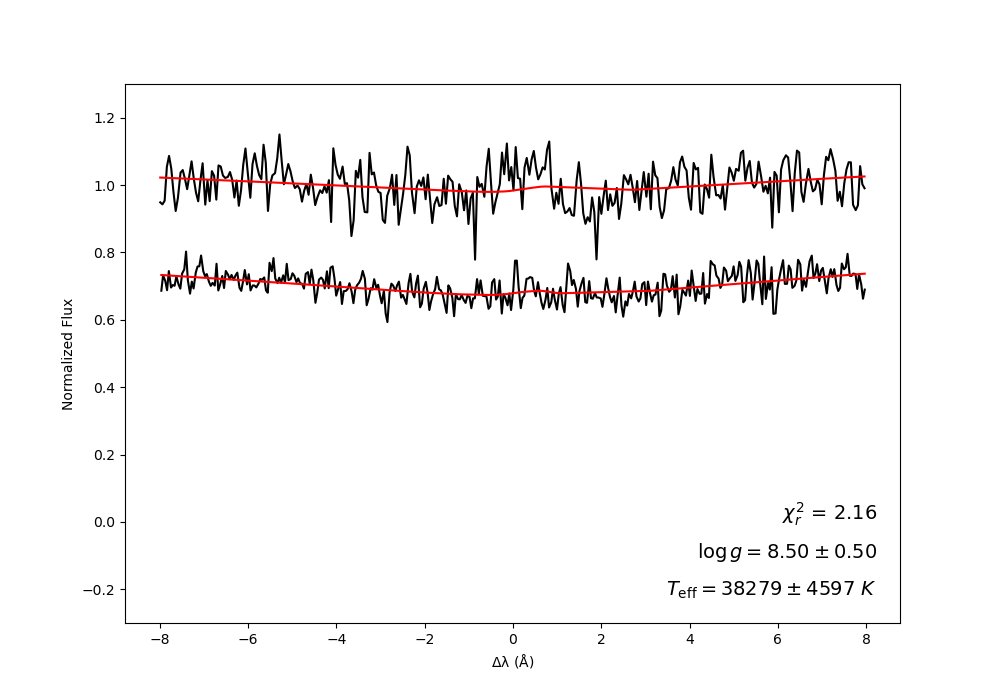 1.2
1.0
0.8
0.6
0.4
0.2
0.0
−0.2
Normalized Flux
χ²ᵣ = 2.16
log g = 8.50 ± 0.50
T_eff = 38279 ± 4597 K
−8 −6 −4 −2 0 2 4 6 8
Δλ (Å)